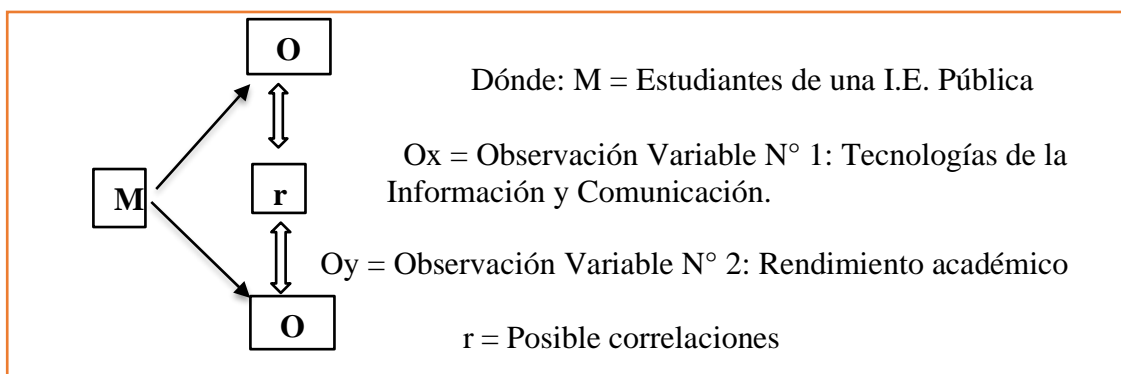 O
Dónde: M = Estudiantes de una I.E. Pública
Ox = Observación Variable N° 1: Tecnologías de la
Información y Comunicación.
M
r
Oy = Observación Variable N° 2: Rendimiento académico
O
r = Posible correlaciones